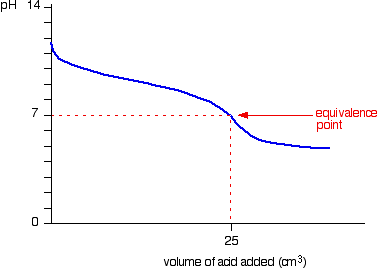 pH 14
equivalence
point
7
0
25
volume of acid added (cm3)